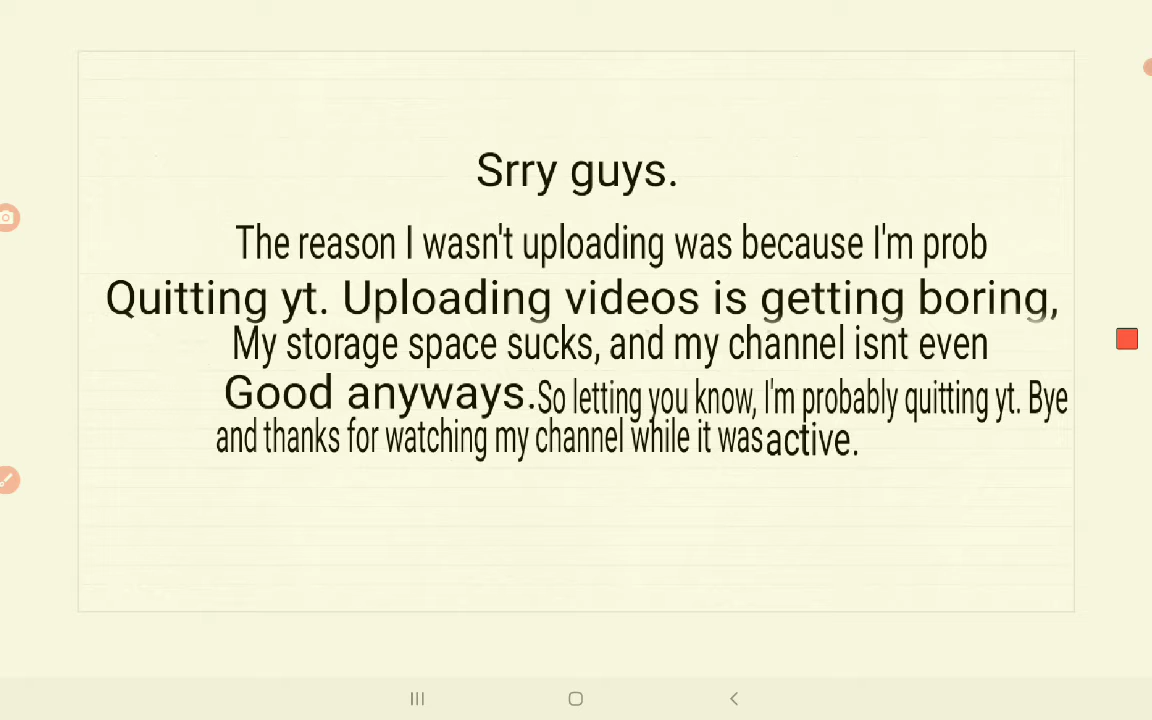 Srry guys.
The reason I wasn't uploading was because I'm prob
Quitting yt. Uploading videos is getting boring,
My storage space sucks, and my channel isnt even
Good anyways.So letting you know, I'm probably quitting yt. Bye
and thanks for watching my channel while it was active.